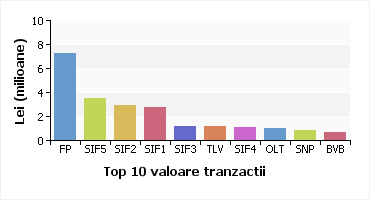 Lei (milioane)
10
8
6
4
2
0
FP SIF5 SIF2 SIF1 SIF3 TLV SIF4 OLT SNP BVB
Top 10 valoare tranzactii